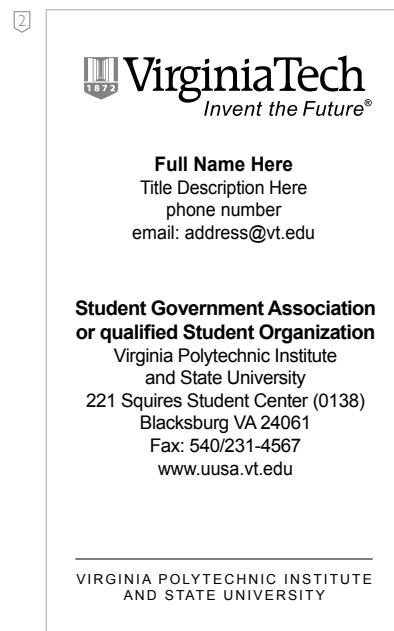 2
1872
VirginiaTech
Invent the Future®
Full Name Here
Title Description Here
phone number
email: address@vt.edu
Student Government Association
or qualified Student Organization
Virginia Polytechnic Institute
and State University
221 Squires Student Center (0138)
Blacksburg VA 24061
Fax: 540/231-4567
www.uusa.vt.edu
VIRGINIA POLYTECHNIC INSTITUTE
AND STATE UNIVERSITY